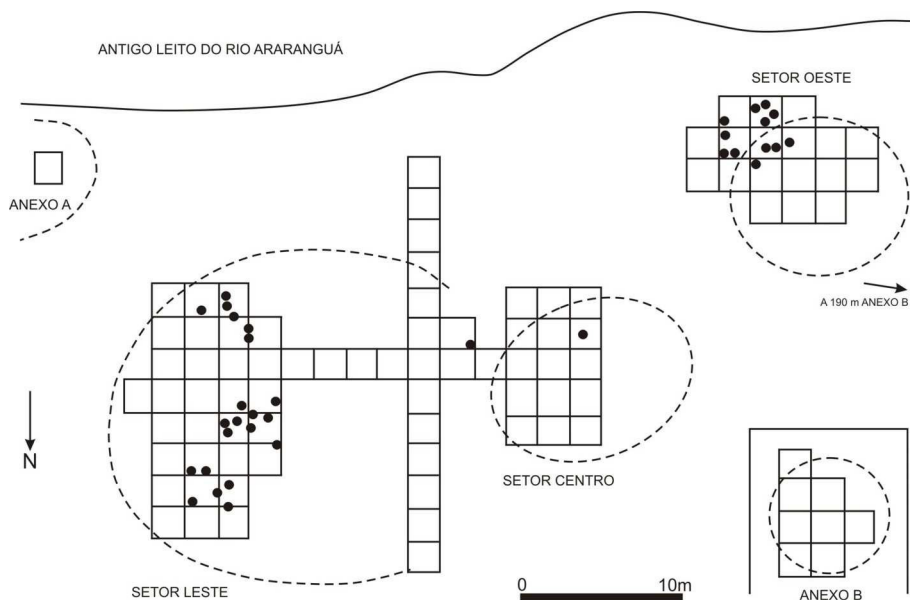 ANTIGO LEITO DO RIO ARARANGUÁ
SETOR OESTE
ANEXO A
A 190 m ANEXO B
N
SETOR CENTRO
SETOR LESTE
0 10m
ANEXO B